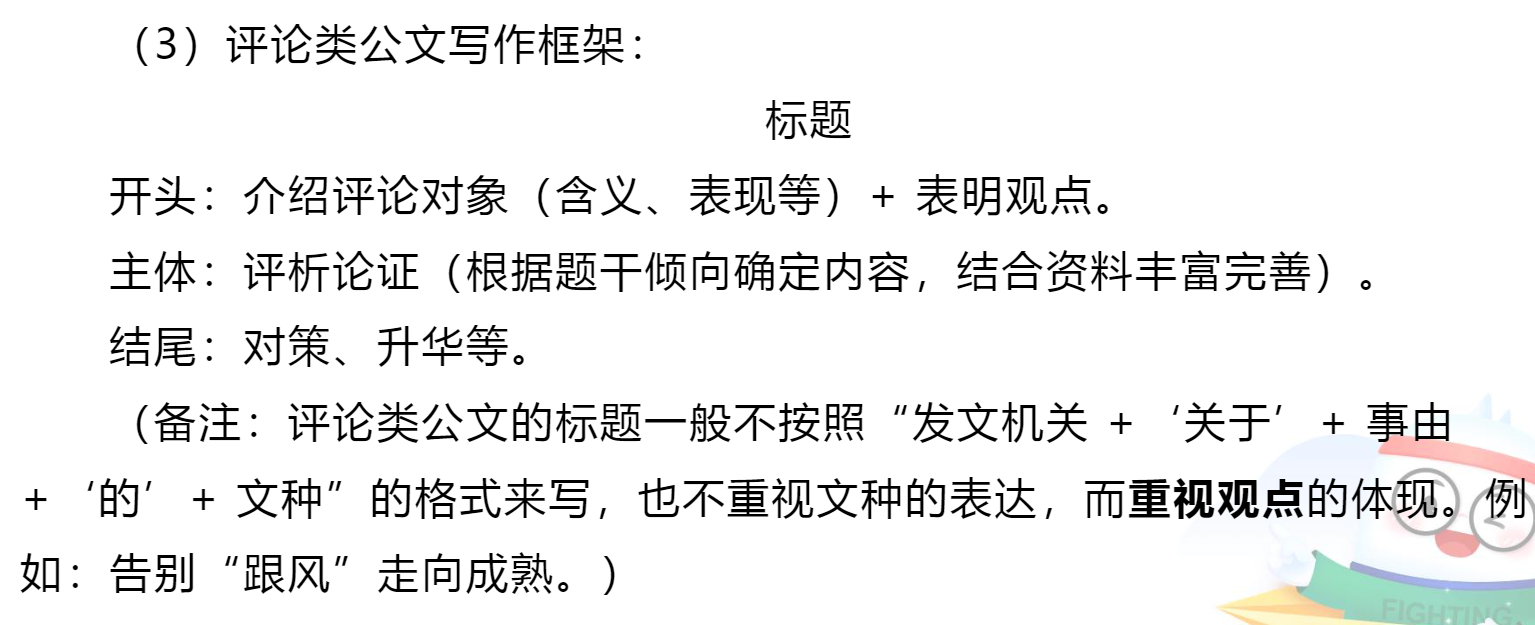 （3）评论类公文写作框架：
标题
开头：介绍评论对象（含义、表现等）+ 表明观点。
主体：评析论证（根据题干倾向确定内容，结合资料丰富完善）。
结尾：对策、升华等。
（备注：评论类公文的标题一般不按照“发文机关 + ‘关于’ + 事由
+ ‘的’ + 文种”的格式来写，也不重视文种的表达，而重视观点的体现。例
如：告别“跟风”走向成熟。）
FIGHTING